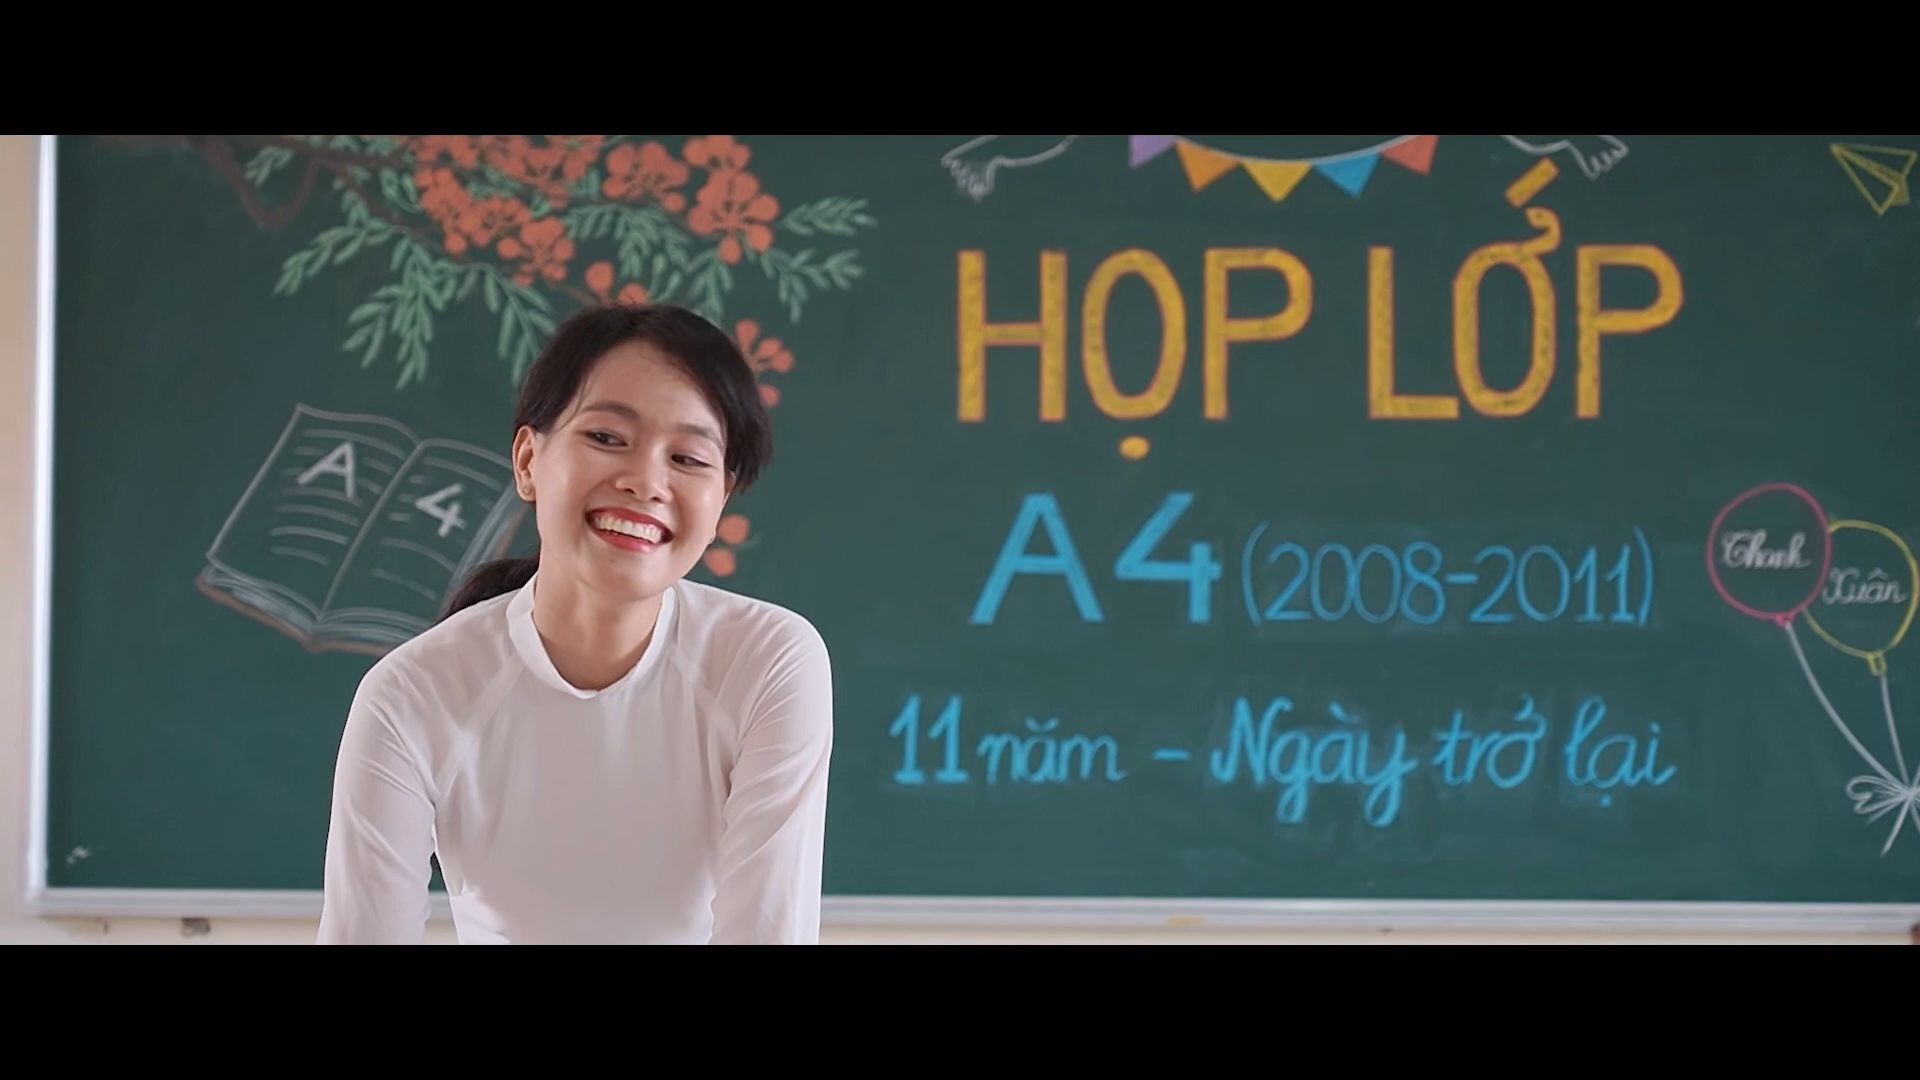 HỌP LỚP
A 4
A4 (2008-2011)
Thanh
Xuân
11 năm - Ngày trở lại